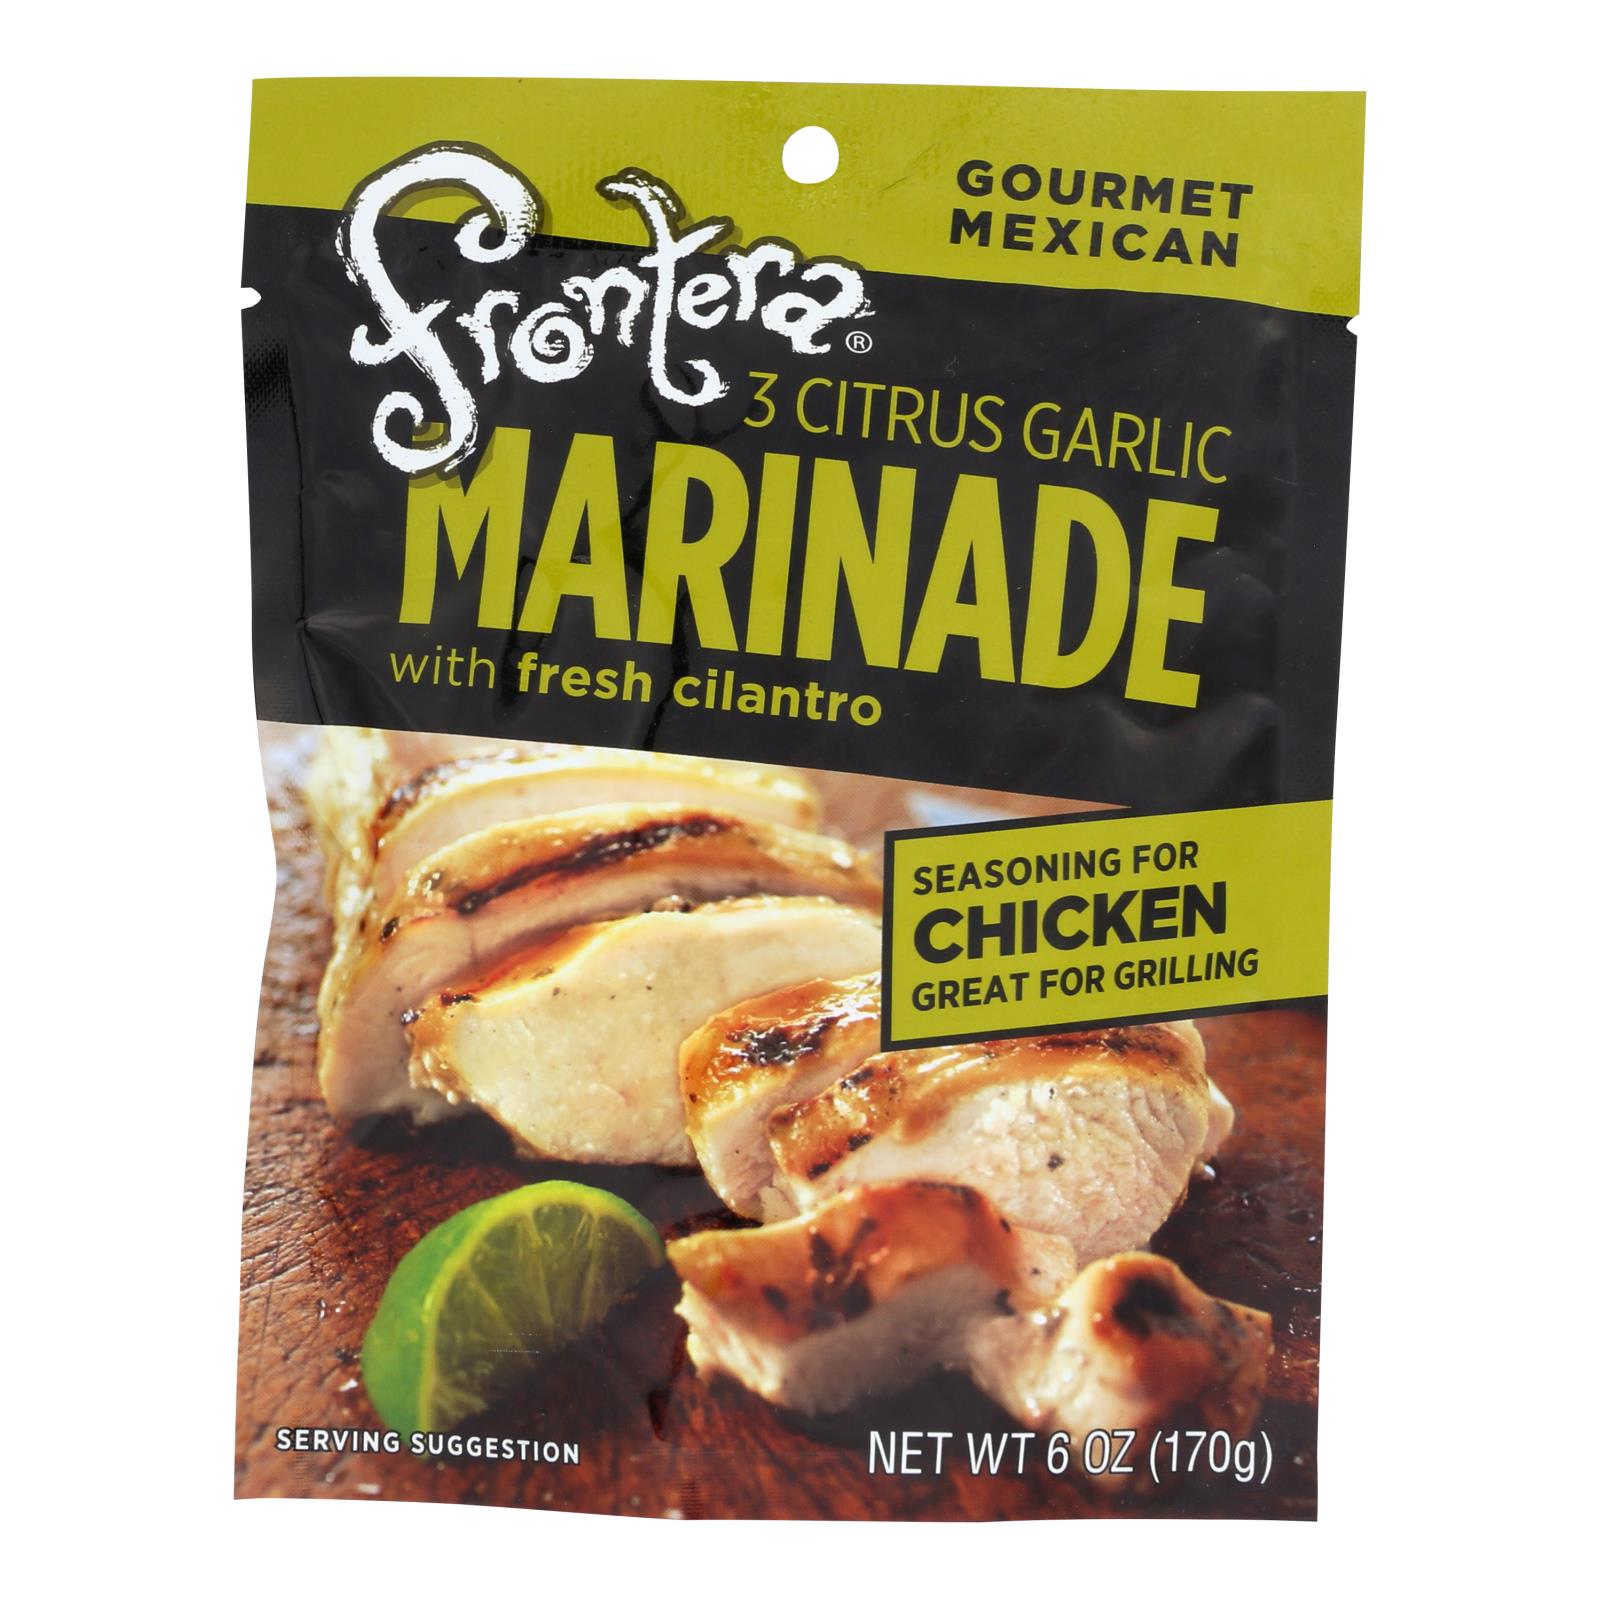 GOURMET
MEXICAN
Frontera®
3 CITRUS GARLIC
MARINADE
with fresh cilantro
SEASONING FOR
CHICKEN
GREAT FOR GRILLING
SERVING SUGGESTION
NET WT 6 OZ (170g)